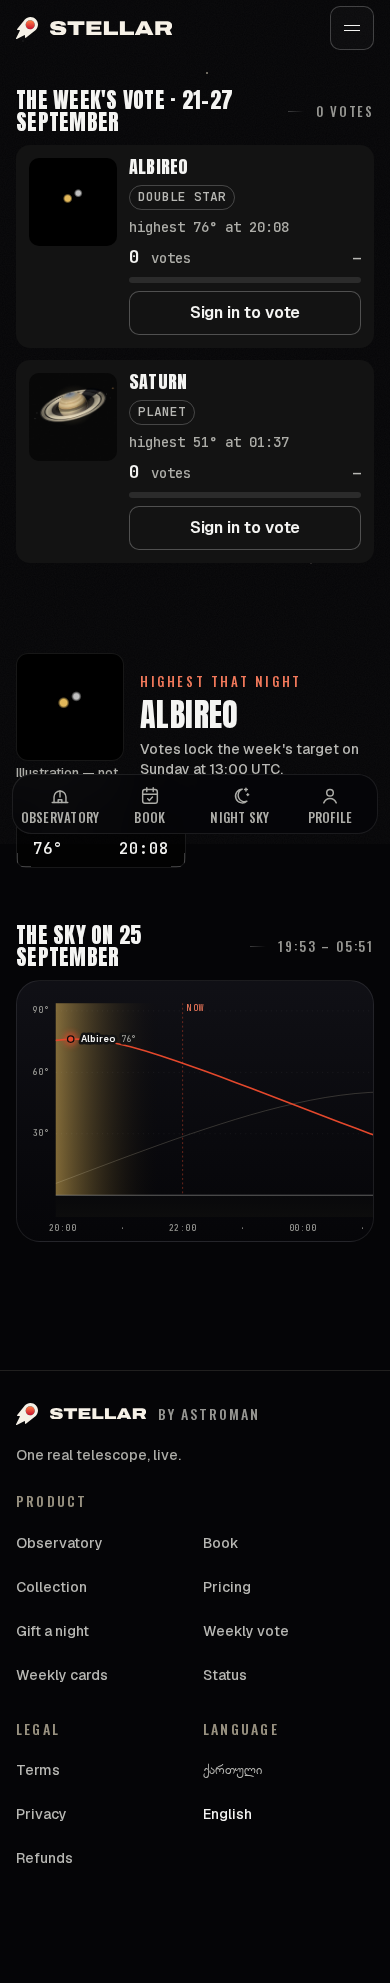 STELLAR
THE WEEK'S VOTE · 21–27
SEPTEMBER
0 VOTES
ALBIREO
DOUBLE STAR
highest 76° at 20:08
0 votes —
Sign in to vote
SATURN
PLANET
highest 51° at 01:37
0 votes —
Sign in to vote
HIGHEST THAT NIGHT
ALBIREO
Votes lock the week's target on
Sunday at 13:00 UTC.
Illustration — not
OBSERVATORY BOOK NIGHT SKY PROFILE
76° 20:08
THE SKY ON 25
SEPTEMBER
19:53 – 05:51
90°
NOW
Albireo 76°
60°
30°
20:00 · 22:00 · 00:00 ·
STELLAR BY ASTROMAN
One real telescope, live.
PRODUCT
Observatory Book
Collection Pricing
Gift a night Weekly vote
Weekly cards Status
LEGAL LANGUAGE
Terms ქართული
Privacy English
Refunds